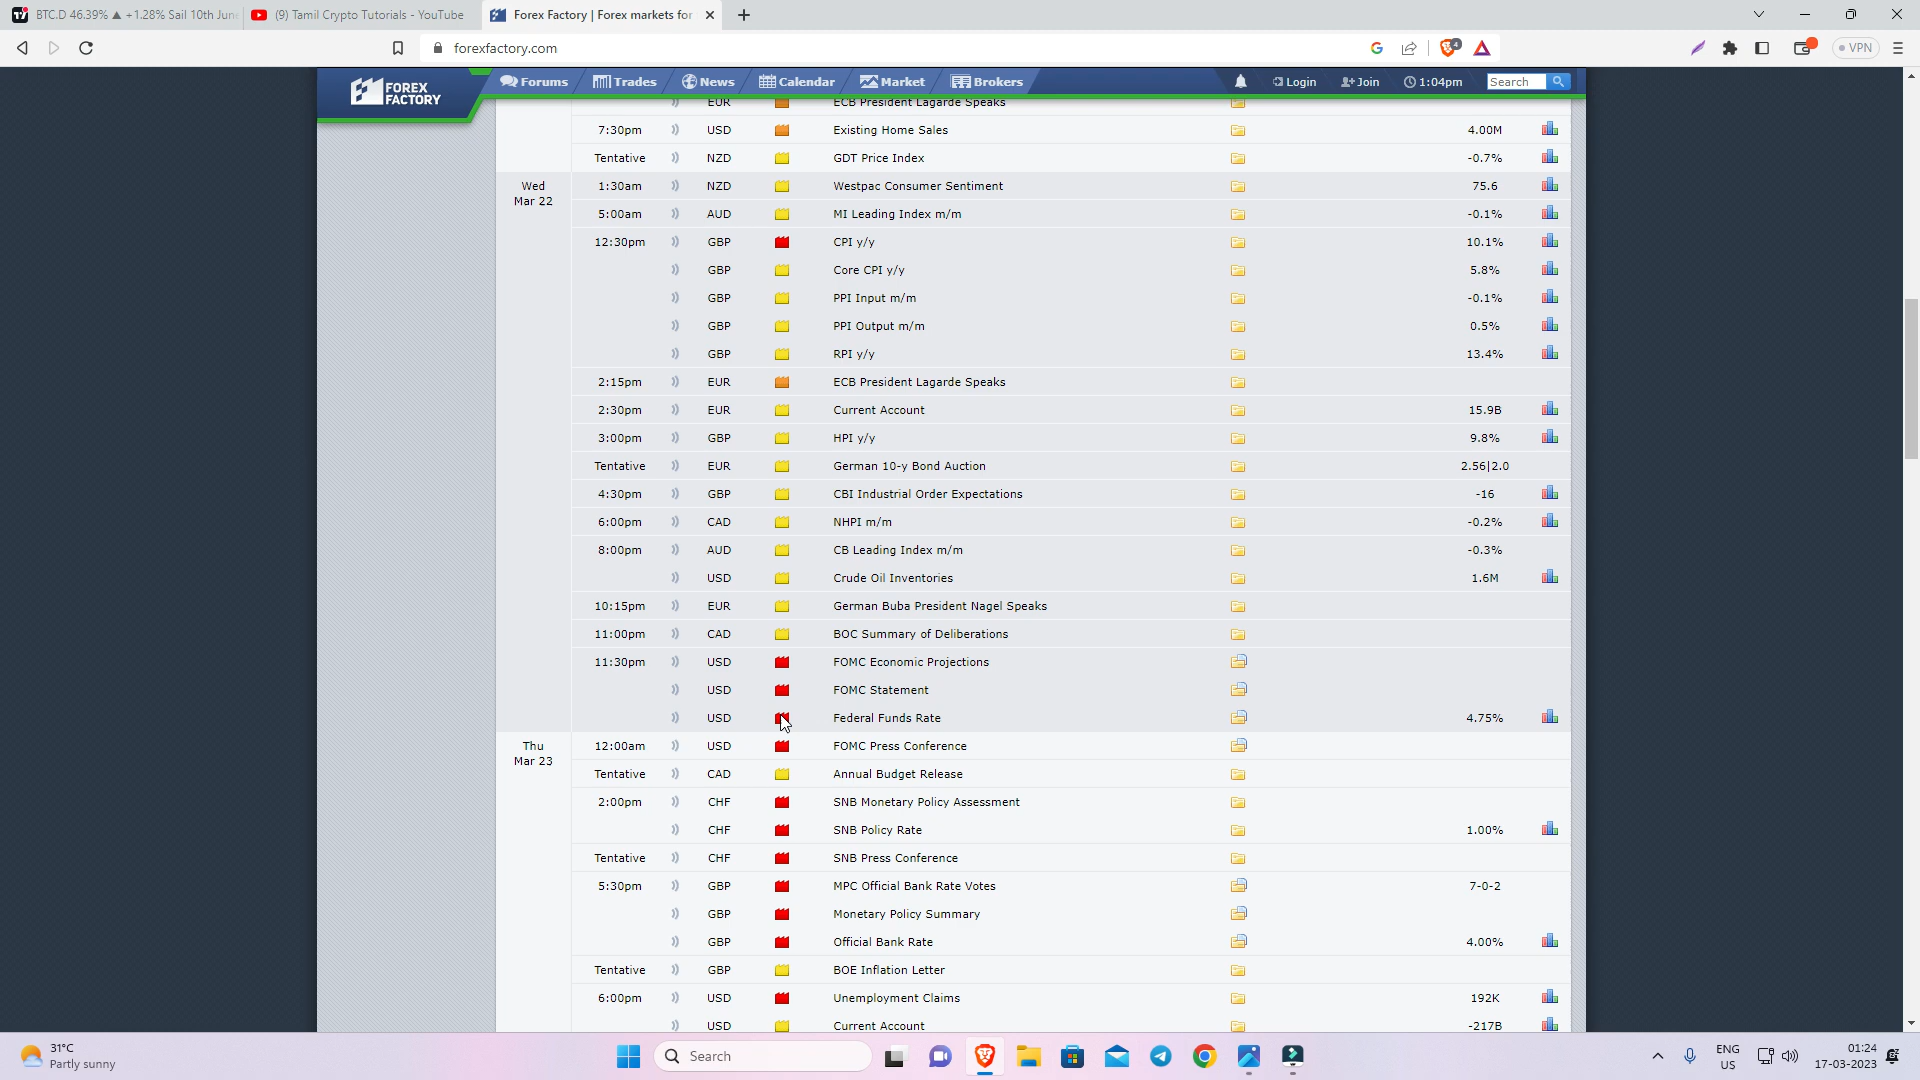 BTC.D 46.39% ▲ +1.28% Sail 10th Jun
(9) Tamil Crypto Tutorials - YouTube
Forex Factory | Forex markets for
forexfactory.com
4
VPN
FOREX FACTORY
Forums
Trades
News
Calendar
Market
Brokers
Login
Join
1:04pm
Search
EUR ECB President Lagarde Speaks
7:30pm USD Existing Home Sales 4.00M
Tentative NZD GDT Price Index -0.7%
Wed Mar 22
1:30am NZD Westpac Consumer Sentiment 75.6
5:00am AUD MI Leading Index m/m -0.1%
12:30pm GBP CPI y/y 10.1%
GBP Core CPI y/y 5.8%
GBP PPI Input m/m -0.1%
GBP PPI Output m/m 0.5%
GBP RPI y/y 13.4%
2:15pm EUR ECB President Lagarde Speaks
2:30pm EUR Current Account 15.9B
3:00pm GBP HPI y/y 9.8%
Tentative EUR German 10-y Bond Auction 2.56|2.0
4:30pm GBP CBI Industrial Order Expectations -16
6:00pm CAD NHPI m/m -0.2%
8:00pm AUD CB Leading Index m/m -0.3%
USD Crude Oil Inventories 1.6M
10:15pm EUR German Buba President Nagel Speaks
11:00pm CAD BOC Summary of Deliberations
11:30pm USD FOMC Economic Projections
USD FOMC Statement
USD Federal Funds Rate 4.75%
Thu Mar 23
12:00am USD FOMC Press Conference
Tentative CAD Annual Budget Release
2:00pm CHF SNB Monetary Policy Assessment
CHF SNB Policy Rate 1.00%
Tentative CHF SNB Press Conference
5:30pm GBP MPC Official Bank Rate Votes 7-0-2
GBP Monetary Policy Summary
GBP Official Bank Rate 4.00%
Tentative GBP BOE Inflation Letter
6:00pm USD Unemployment Claims 192K
USD Current Account -217B
31°C
Partly sunny
Search
ENG
US
01:24
17-03-2023